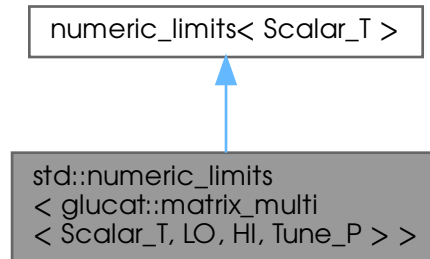 numeric_limits< Scalar_T >
std::numeric_limits
< glucat::matrix_multi
< Scalar_T, LO, HI, Tune_P > >